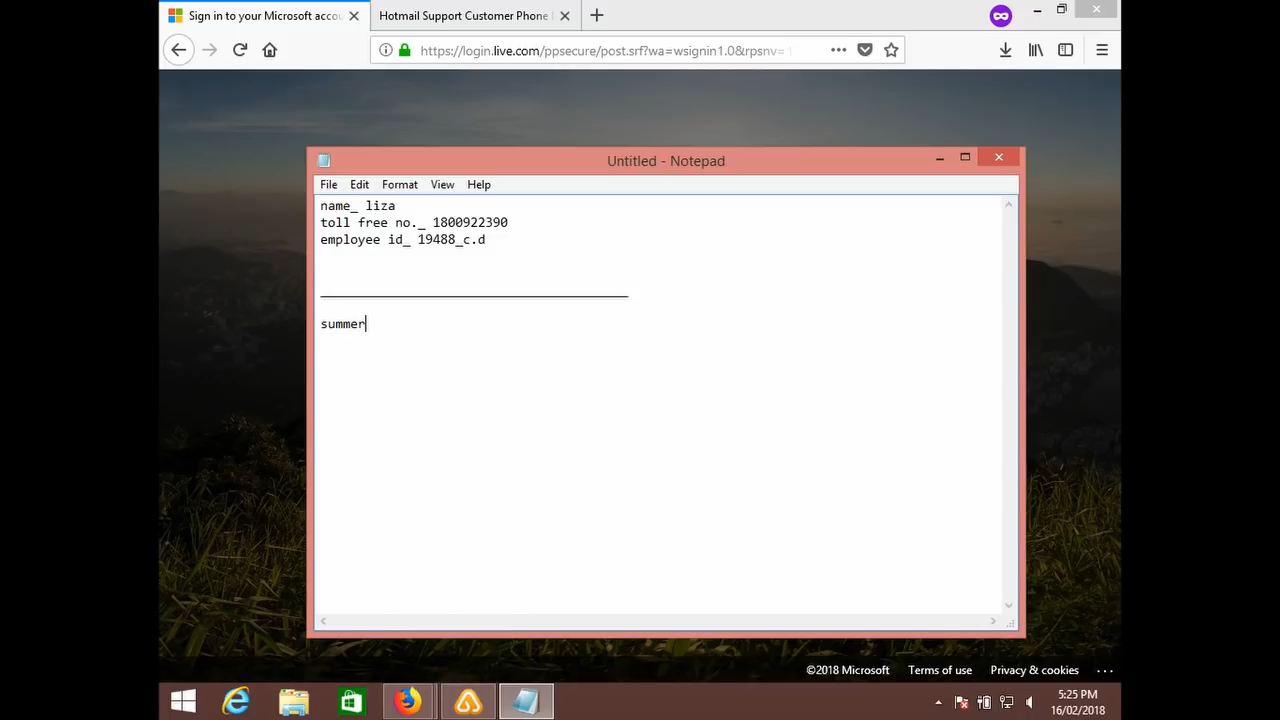 Sign in to your Microsoft accou
Hotmail Support Customer Phone
https://login.live.com/ppsecure/post.srf?wa=wsignin1.0&rpsnv=
Untitled - Notepad
File Edit Format View Help
name_ liza
toll free no._ 1800922390
employee id_ 19488_c.d
summer
©2018 Microsoft Terms of use Privacy & cookies ...
5:25 PM
16/02/2018